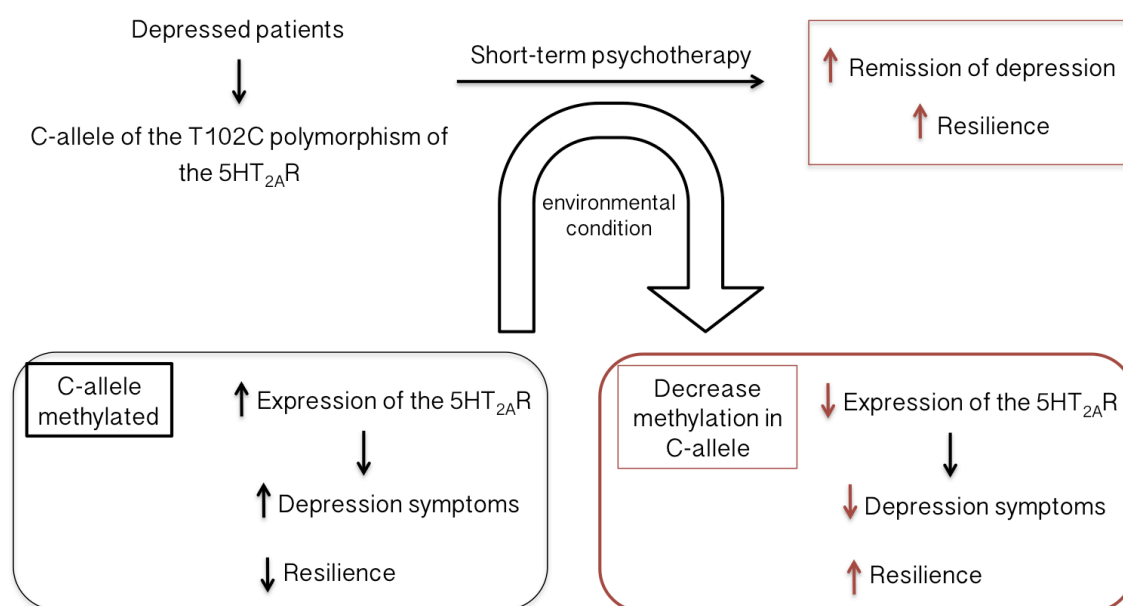 Depressed patients
C-allele of the T102C polymorphism of
the 5HT2AR
Short-term psychotherapy
Remission of depression
Resilience
environmental
condition
C-allele
methylated
Expression of the 5HT2AR
Depression symptoms
Resilience
Decrease
methylation in
C-allele
Expression of the 5HT2AR
Depression symptoms
Resilience